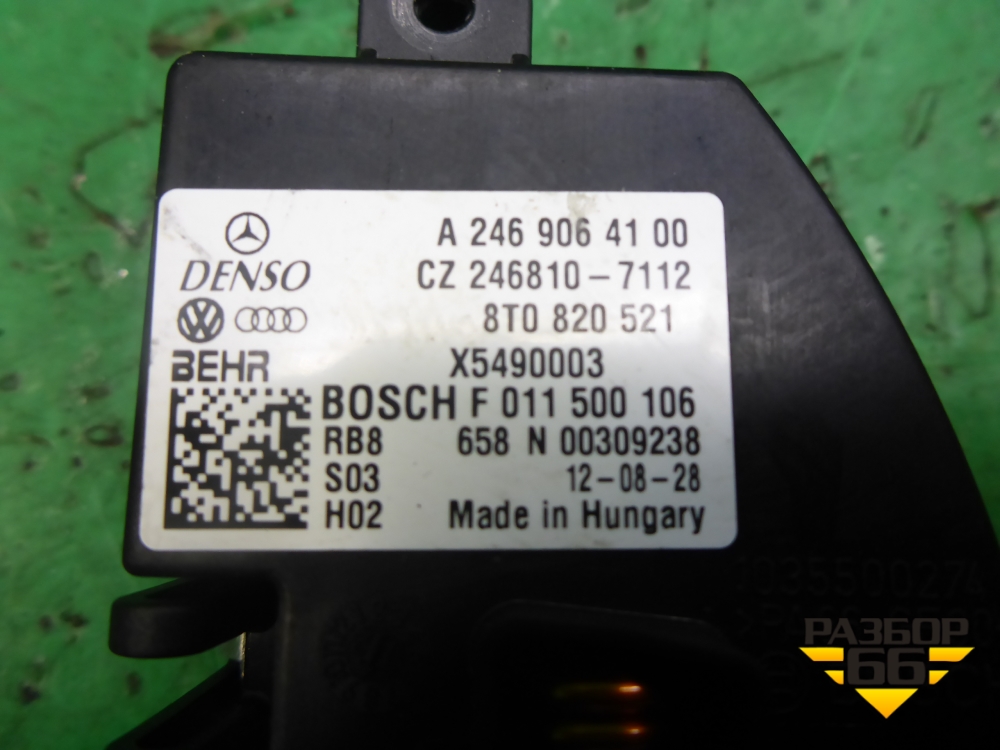 A 246 906 41 00
DENSO CZ 246810-7112
8T0 820 521
BEHR X5490003
BOSCH F 011 500 106
RB8 658 N 00309238
S03 12-08-28
H02 Made in Hungary
РАЗБОР
66